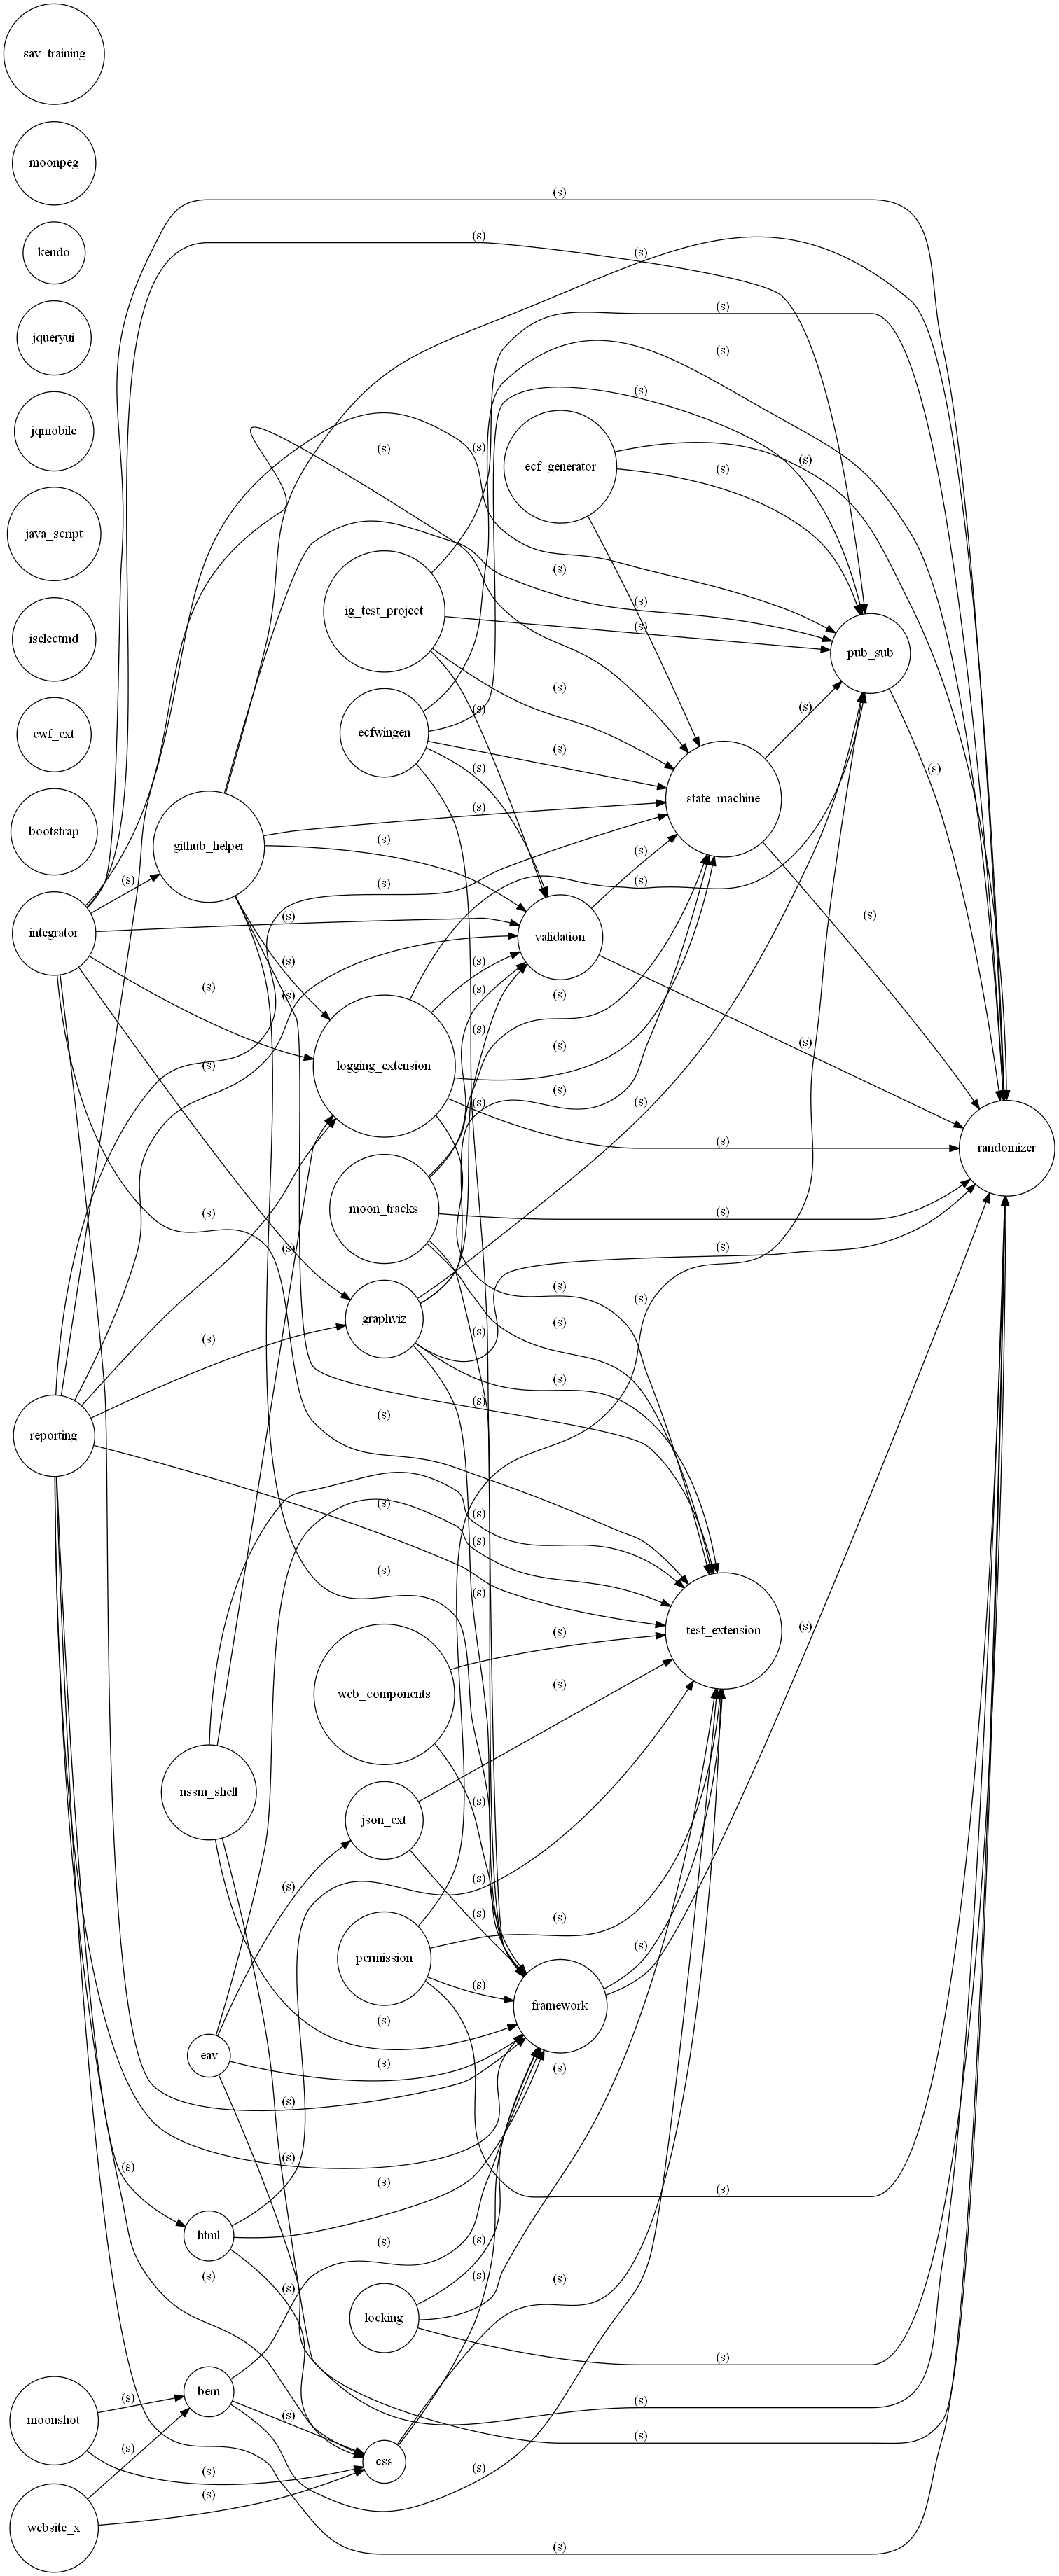 sav_training
moonpeg
(s)
(s)
kendo
(s)
(s)
jqueryui
(s)
(s)
(s)
jqmobile
(s)
(s)
ecf_generator
(s)
(s)
java_script
(s)
ig_test_project
(s)
(s)
iselectmd
pub_sub
(s)
(s)
(s)
ewf_ext
ecfwingen
(s)
(s)
(s)
state_machine
(s)
bootstrap
github_helper
(s)
(s)
(s)
(s)
(s)
(s)
(s)
integrator
validation
(s)
(s)
(s)
(s)
(s)
(s)
(s)
(s)
(s)
(s)
logging_extension
(s)
(s)
(s)
(s)
randomizer
moon_tracks
(s)
(s)
(s)
(s)
(s)
(s)
graphviz
(s)
(s)
(s)
(s)
(s)
(s)
reporting
(s)
(s)
(s)
(s)
(s)
(s)
(s)
test_extension
web_components
(s)
nssm_shell
(s)
json_ext
(s)
(s)
(s)
(s)
permission
(s)
(s)
framework
(s)
eav
(s)
(s)
(s)
(s)
(s)
(s)
(s)
html
(s)
(s)
(s)
(s)
(s)
(s)
locking
(s)
bem
(s)
(s)
moonshot
(s)
(s)
(s)
css
(s)
(s)
(s)
website_x
(s)